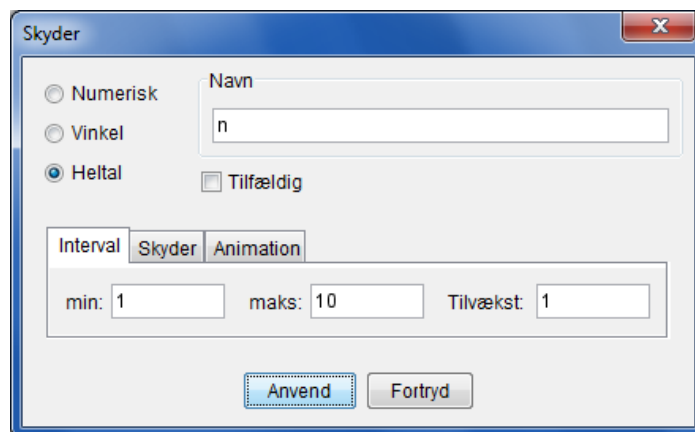 Skyder
Numerisk
Vinkel
Heltal
Navn
n
Tilfældig
Interval Skyder Animation
min: 1 maks: 10 Tilvækst: 1
Anvend Fortryd